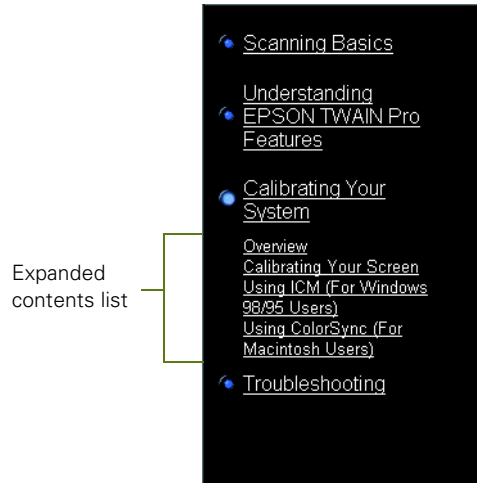 Scanning Basics
Understanding
EPSON TWAIN Pro
Features
Calibrating Your
System
Expanded
contents list
Overview
Calibrating Your Screen
Using ICM (For Windows
98/95 Users)
Using ColorSync (For
Macintosh Users)
Troubleshooting